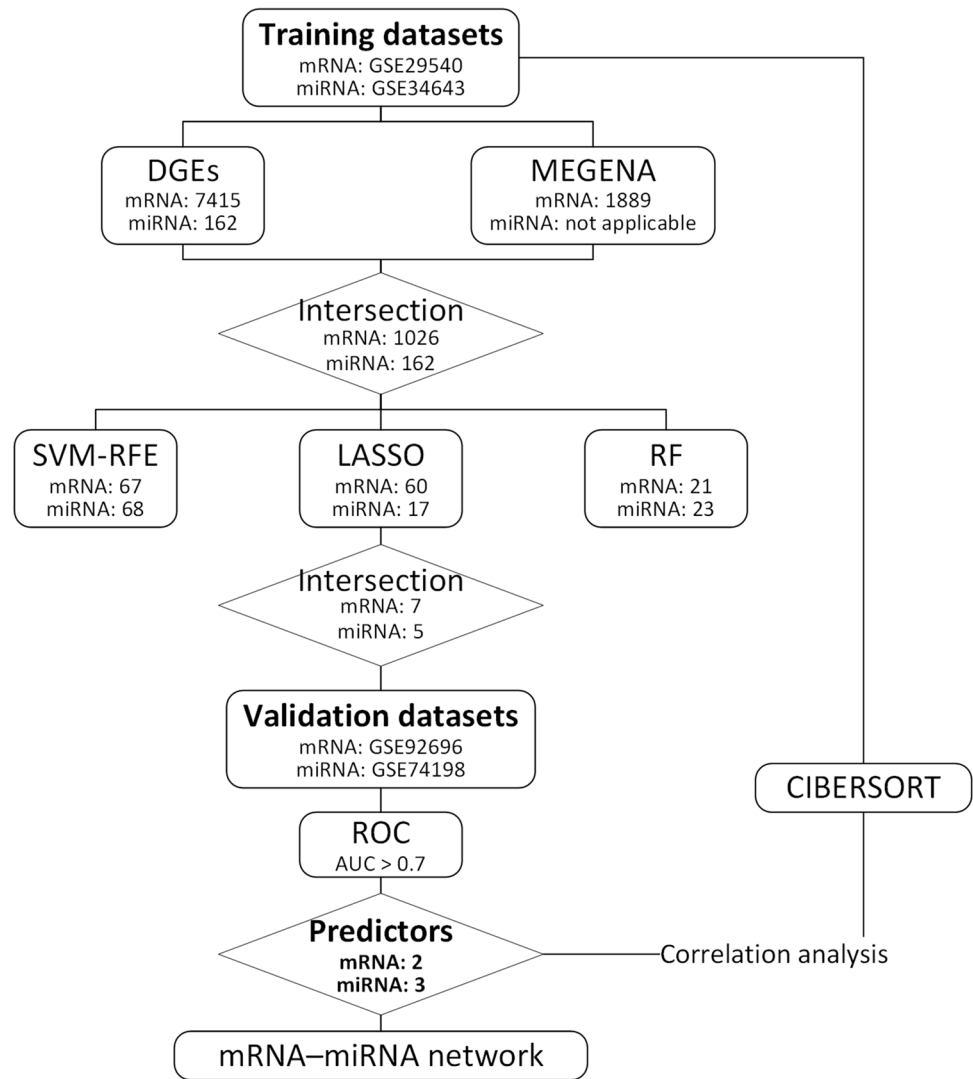 Training datasets
mRNA: GSE29540
miRNA: GSE34643
DGEs
mRNA: 7415
miRNA: 162
MEGENA
mRNA: 1889
miRNA: not applicable
Intersection
mRNA: 1026
miRNA: 162
SVM-RFE
mRNA: 67
miRNA: 68
LASSO
mRNA: 60
miRNA: 17
RF
mRNA: 21
miRNA: 23
Intersection
mRNA: 7
miRNA: 5
Validation datasets
mRNA: GSE92696
miRNA: GSE74198
CIBERSORT
ROC
AUC > 0.7
Predictors
mRNA: 2
miRNA: 3
Correlation analysis
mRNA–miRNA network